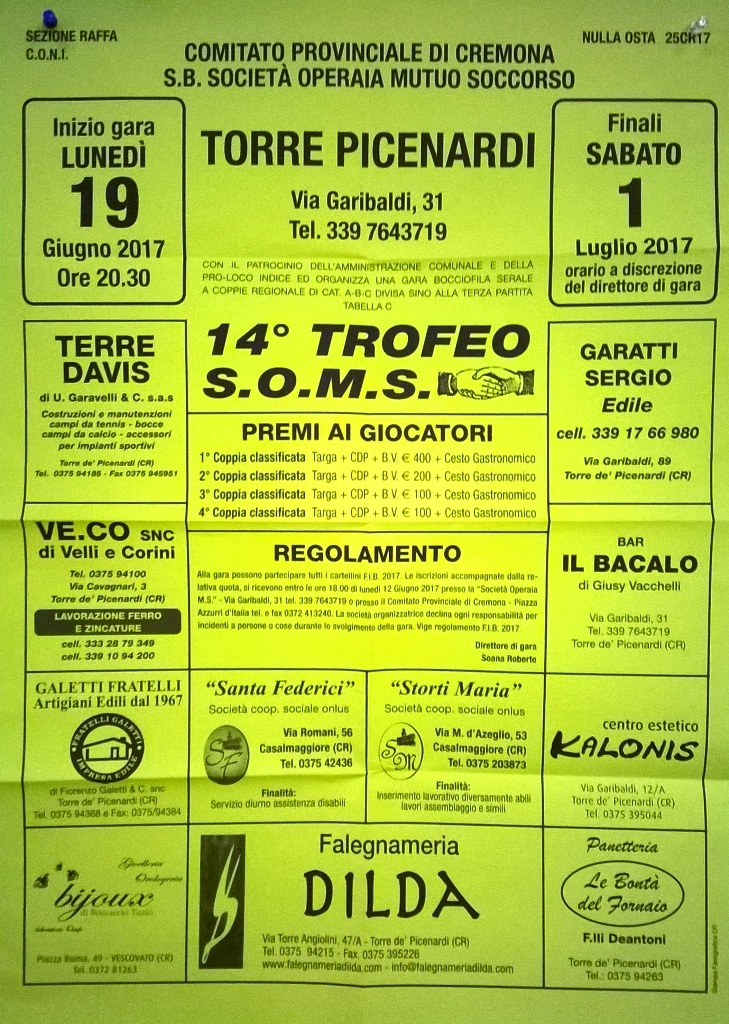 SEZIONE RAFFA
C.O.N.I.
NULLA OSTA 25CR17
COMITATO PROVINCIALE DI CREMONA
S.B. SOCIETÀ OPERAIA MUTUO SOCCORSO
Inizio gara
LUNEDÌ
19
Giugno 2017
Ore 20.30
TORRE PICENARDI
Via Garibaldi, 31
Tel. 339 7643719
CON IL PATROCINIO DELL'AMMINISTRAZIONE COMUNALE E DELLA
PRO-LOCO INDICE ED ORGANIZZA UNA GARA BOCCIOFILA SERALE
A COPPIE REGIONALE DI CAT. A-B-C DIVISA SINO ALLA TERZA PARTITA
TABELLA C
Finali
SABATO
1
Luglio 2017
orario a discrezione
del direttore di gara
TERRE
DAVIS
di U. Garavelli & C. s.a.s
Costruzioni e manutenzioni
campi da tennis - bocce
campi da calcio - accessori
per impianti sportivi
Torre de' Picenardi (CR)
Tel. 0375 94185 - Fax 0375 945951
14° TROFEO
S.O.M.S.
GARATTI
SERGIO
Edile
cell. 339 17 66 980
Via Garibaldi, 89
Torre de' Picenardi (CR)
PREMI AI GIOCATORI
1° Coppia classificata Targa + CDP + B.V. € 400 + Cesto Gastronomico
2° Coppia classificata Targa + CDP + B.V. € 200 + Cesto Gastronomico
3° Coppia classificata Targa + CDP + B.V. € 100 + Cesto Gastronomico
4° Coppia classificata Targa + CDP + B.V. € 100 + Cesto Gastronomico
VE.CO SNC
di Velli e Corini
Tel. 0375 94100
Via Cavagnari, 3
Torre de' Picenardi (CR)
LAVORAZIONE FERRO
E ZINCATURE
cell. 333 28 79 349
cell. 339 10 94 200
REGOLAMENTO
Alla gara possono partecipare tutti i cartellini F.I.B. 2017. Le iscrizioni accompagnate dalla re-
lativa quota, si ricevono entro le ore 18.00 di lunedì 12 Giugno 2017 presso la "Società Operaia
M.S." - Via Garibaldi, 31 tel. 339 7643719 o presso il Comitato Provinciale di Cremona - Piazza
Azzurri d'Italia tel. e fax 0372 413240. La società organizzatrice declina ogni responsabilità per
incidenti a persone o cose durante lo svolgimento della gara. Vige regolamento F.I.B. 2017
Direttore di gara
Soana Roberto
BAR
IL BACALO
di Giusy Vacchelli
Via Garibaldi, 31
Tel. 339 7643719
Torre de' Picenardi (CR)
GALETTI FRATELLI
Artigiani Edili dal 1967
FRATELLI GALETTI
IMPRESA EDILE
di Fiorenzo Galetti & C. snc
Torre de' Picenardi (CR)
Tel. 0375 94368 e Fax: 0375/94384
"Santa Federici"
Società coop. sociale onlus
SF
Via Romani, 56
Casalmaggiore (CR)
Tel. 0375 42436
Finalità:
Servizio diurno assistenza disabili
"Storti Maria"
Società coop. sociale onlus
SM
Via M. d'Azeglio, 53
Casalmaggiore (CR)
Tel. 0375 203873
Finalità:
Inserimento lavorativo diversamente abili
lavori assemblaggio e simili
centro estetico
KALONIS
Via Garibaldi, 12/A
Torre de' Picenardi (CR)
Tel. 0375 395044
Gioielleria
Orologeria
bijoux
di Boccaccio Tazio
Piazza Roma, 49 - VESCOVATO (CR)
Tel. 0372 81263
Falegnameria
DILDA
Via Torre Angiolini, 47/A - Torre de' Picenardi (CR)
Tel. 0375 94215 - Fax 0375 395226
www.falegnameriadilda.com - info@falegnameriadilda.com
Panetteria
Le Bontà
del Fornaio
F.lli Deantoni
Torre de' Picenardi (CR)
Tel.: 0375 94263